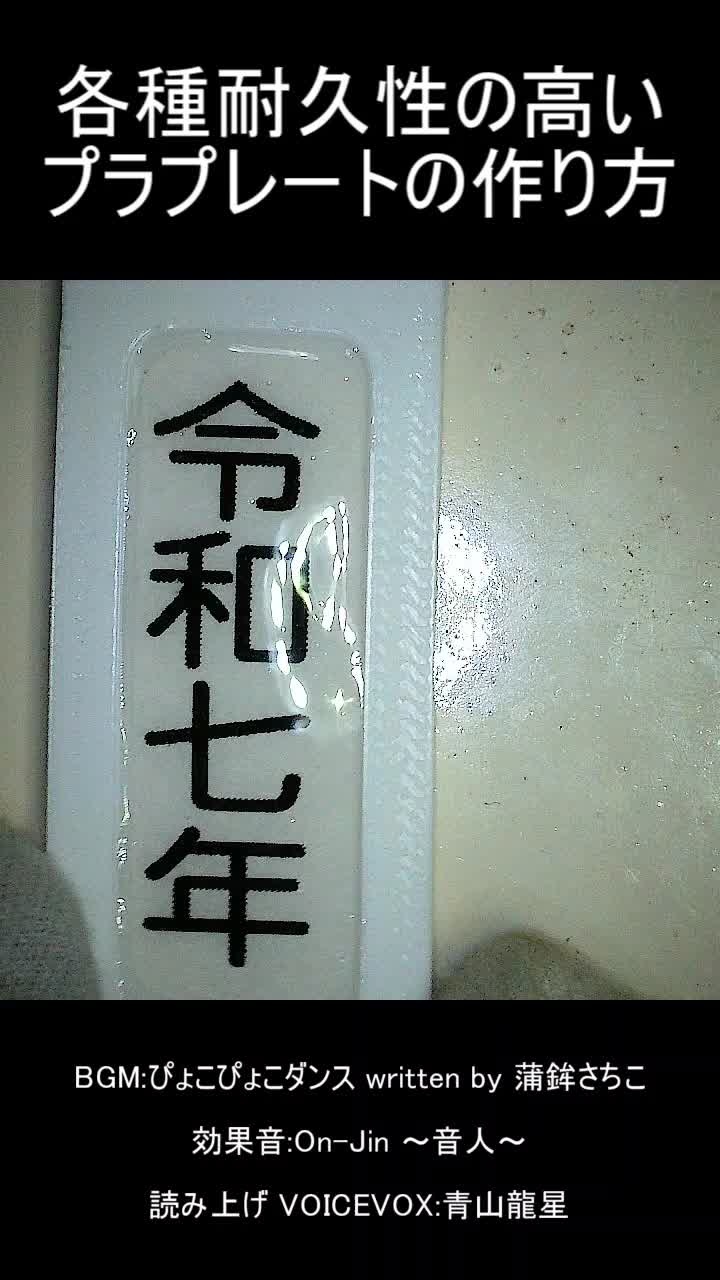 各種耐久性の高い
プラプレートの作り方
令和七年
BGM:ぴょこぴょこダンス written by 蒲鉾さちこ
効果音:On-Jin ～音人～
読み上げ VOICEVOX:青山龍星